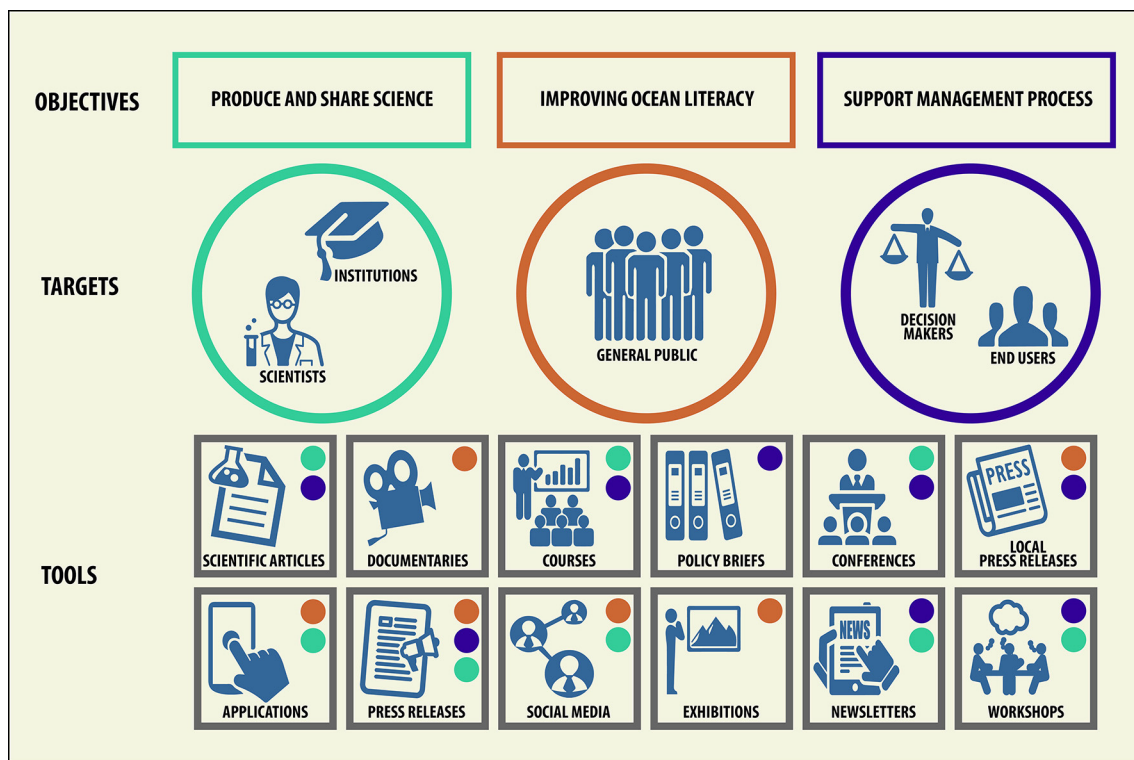 OBJECTIVES
PRODUCE AND SHARE SCIENCE
IMPROVING OCEAN LITERACY
SUPPORT MANAGEMENT PROCESS
TARGETS
INSTITUTIONS
SCIENTISTS
GENERAL PUBLIC
DECISION
MAKERS
END USERS
TOOLS
SCIENTIFIC ARTICLES
DOCUMENTARIES
COURSES
POLICY BRIEFS
CONFERENCES
PRESS
LOCAL
PRESS RELEASES
APPLICATIONS
PRESS RELEASES
SOCIAL MEDIA
EXHIBITIONS
NEWS
NEWSLETTERS
WORKSHOPS